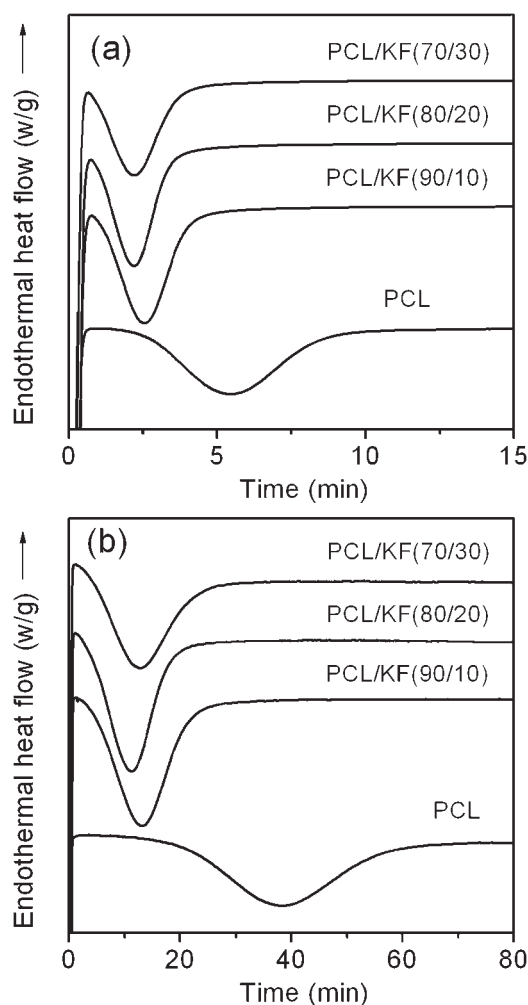 (a)
PCL/KF(70/30)
PCL/KF(80/20)
PCL/KF(90/10)
PCL
Endothermal heat flow (w/g)
0 5 10 15
Time (min)
(b)
PCL/KF(70/30)
PCL/KF(80/20)
PCL/KF(90/10)
PCL
Endothermal heat flow (w/g)
0 20 40 60 80
Time (min)